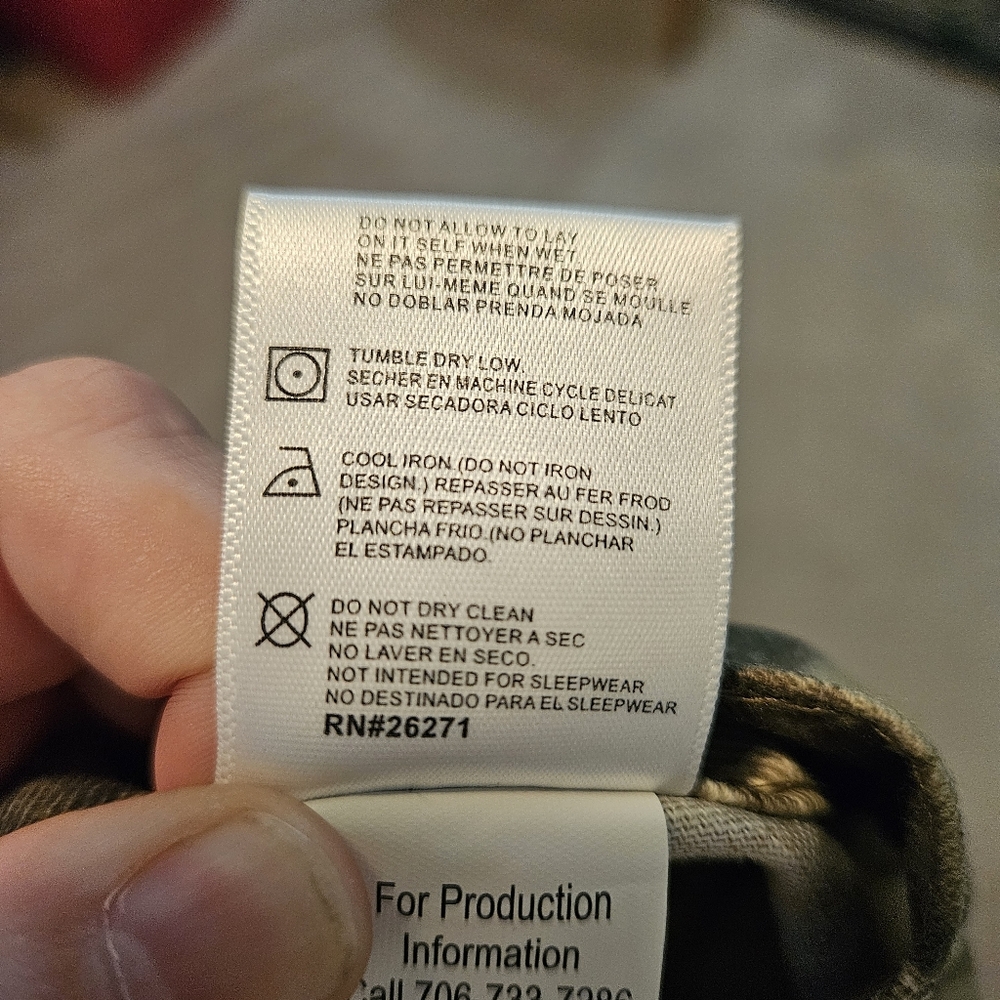 DO NOT ALLOW TO LAY
ON IT SELF WHEN WET
NE PAS PERMETTRE DE POSER
SUR LUI-MEME QUAND SE MOULLE
NO DOBLAR PRENDA MOJADA
TUMBLE DRY LOW.
SECHER EN MACHINE CYCLE DELICAT
USAR SECADORA CICLO LENTO
COOL IRON (DO NOT IRON
DESIGN.) REPASSER AU FER FROD
(NE PAS REPASSER SUR DESSIN.)
PLANCHA FRIO.(NO PLANCHAR
EL ESTAMPADO.
DO NOT DRY CLEAN
NE PAS NETTOYER A SEC
NO LAVER EN SECO.
NOT INTENDED FOR SLEEPWEAR
NO DESTINADO PARA EL SLEEPWEAR
RN#26271
For Production
Information
Call 706-733-